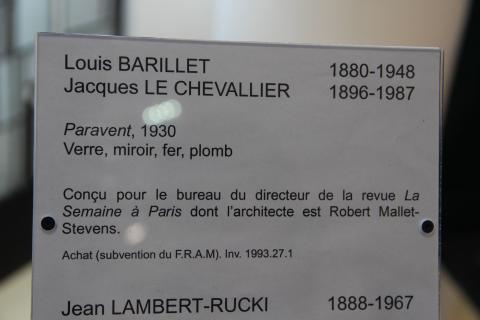 Louis BARILLET 1880-1948
Jacques LE CHEVALLIER 1896-1987
Paravent, 1930
Verre, miroir, fer, plomb
Conçu pour le bureau du directeur de la revue La
Semaine à Paris dont l'architecte est Robert Mallet-
Stevens.
Achat (subvention du F.R.A.M). Inv. 1993.27.1
Jean LAMBERT-RUCKI 1888-1967